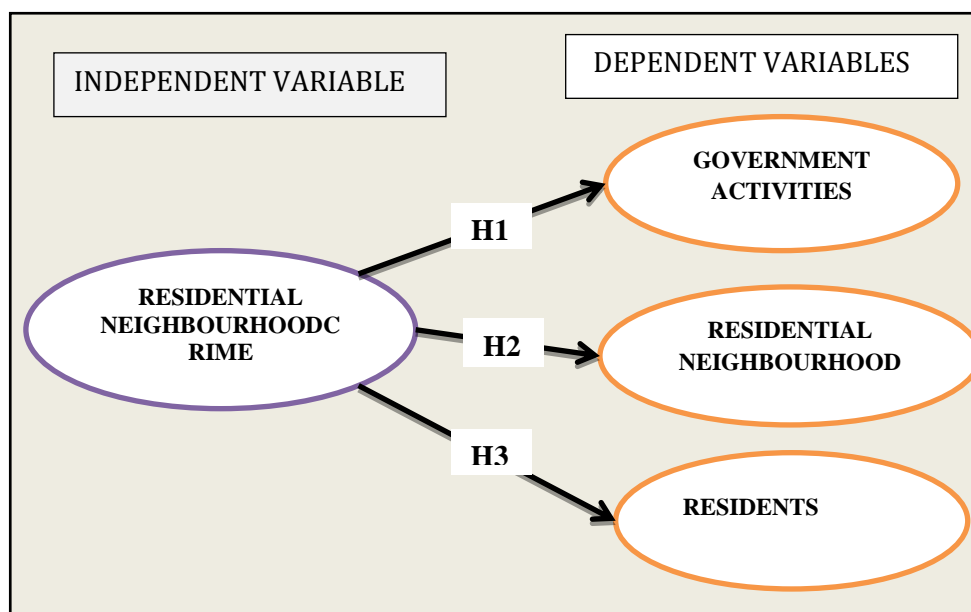 INDEPENDENT VARIABLE
DEPENDENT VARIABLES
GOVERNMENT
ACTIVITIES
H1
RESIDENTIAL
NEIGHBOURHOODC
RIME
H2
RESIDENTIAL
NEIGHBOURHOOD
H3
RESIDENTS